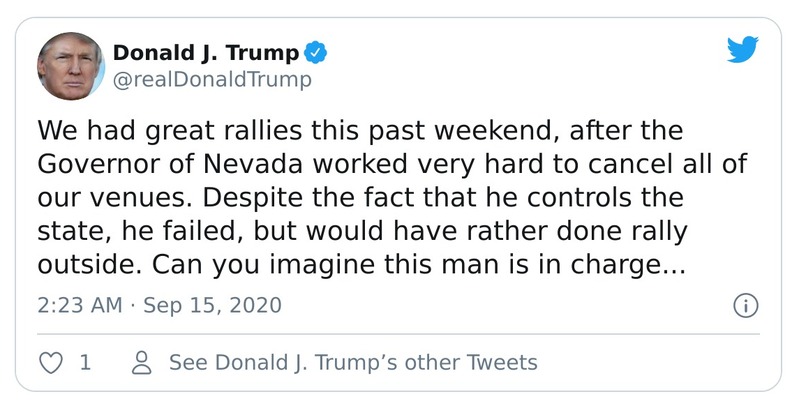 Donald J. Trump
@realDonaldTrump
We had great rallies this past weekend, after the
Governor of Nevada worked very hard to cancel all of
our venues. Despite the fact that he controls the
state, he failed, but would have rather done rally
outside. Can you imagine this man is in charge...
2:23 AM · Sep 15, 2020
1
See Donald J. Trump’s other Tweets